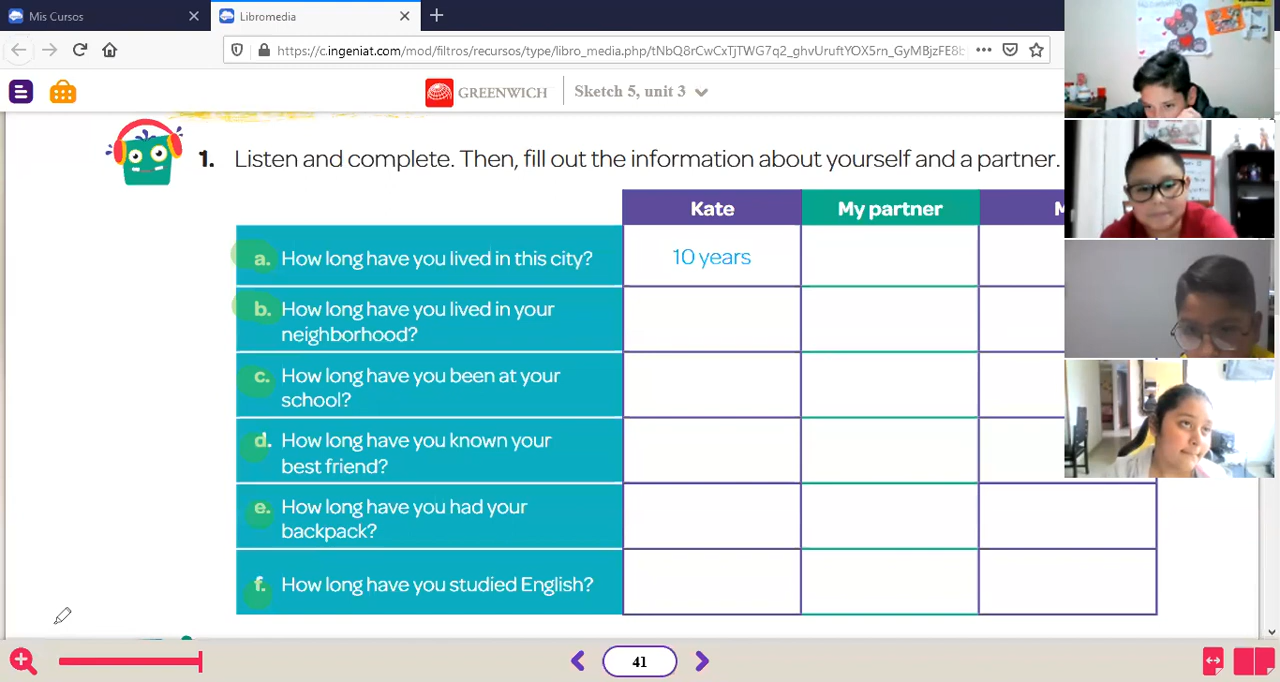 Mis Cursos
Libromedia
https://c.ingeniat.com/mod/filtros/recursos/type/libro_media.php/tNbQ8rCwCxTjTWG7q2_ghvUruftYOX5rn_GyMBjzFE8b
GREENWICH
Sketch 5, unit 3
1. Listen and complete. Then, fill out the information about yourself and a partner.
Kate My partner
a. How long have you lived in this city? 10 years
b. How long have you lived in your
neighborhood?
c. How long have you been at your
school?
d. How long have you known your
best friend?
e. How long have you had your
backpack?
f. How long have you studied English?
41